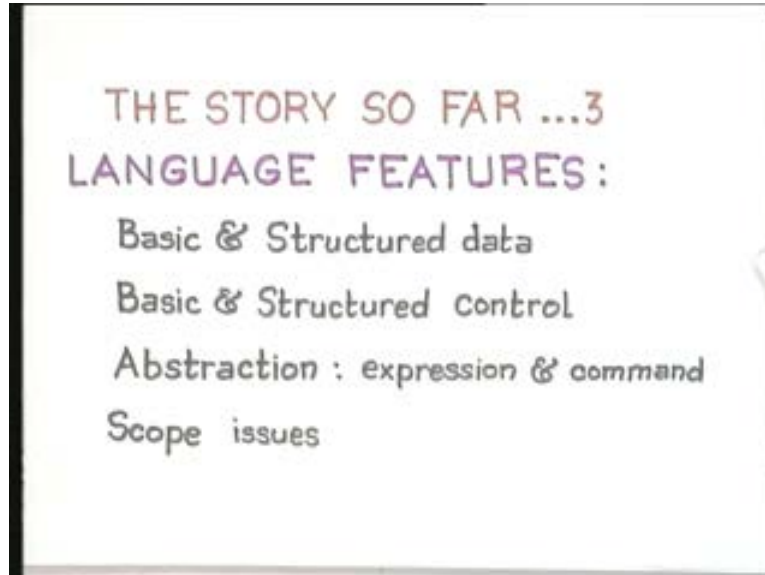 THE STORY SO FAR ...3
LANGUAGE FEATURES:
Basic & Structured data
Basic & Structured control
Abstraction : expression & command
Scope issues